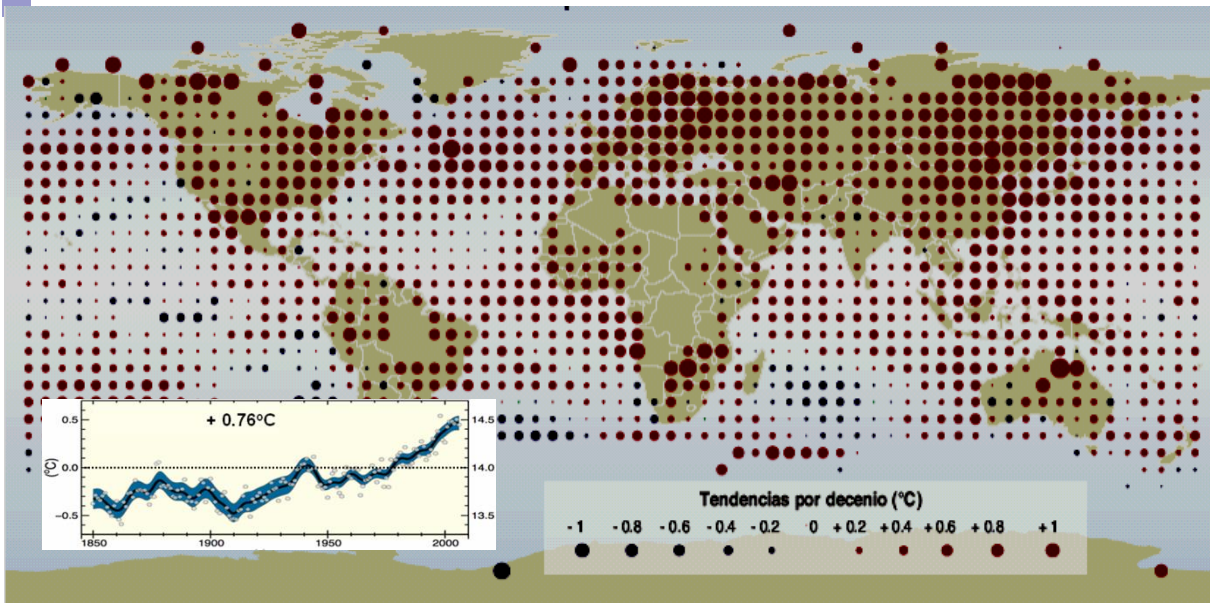 + 0.76ºC
0.5
14.5
(ºC)
0.0
14.0
-0.5
13.5
1850
1900
1950
2000
Tendencias por decenio (°C)
- 1 - 0.8 - 0.6 - 0.4 - 0.2 0 + 0.2 + 0.4 + 0.6 + 0.8 +1